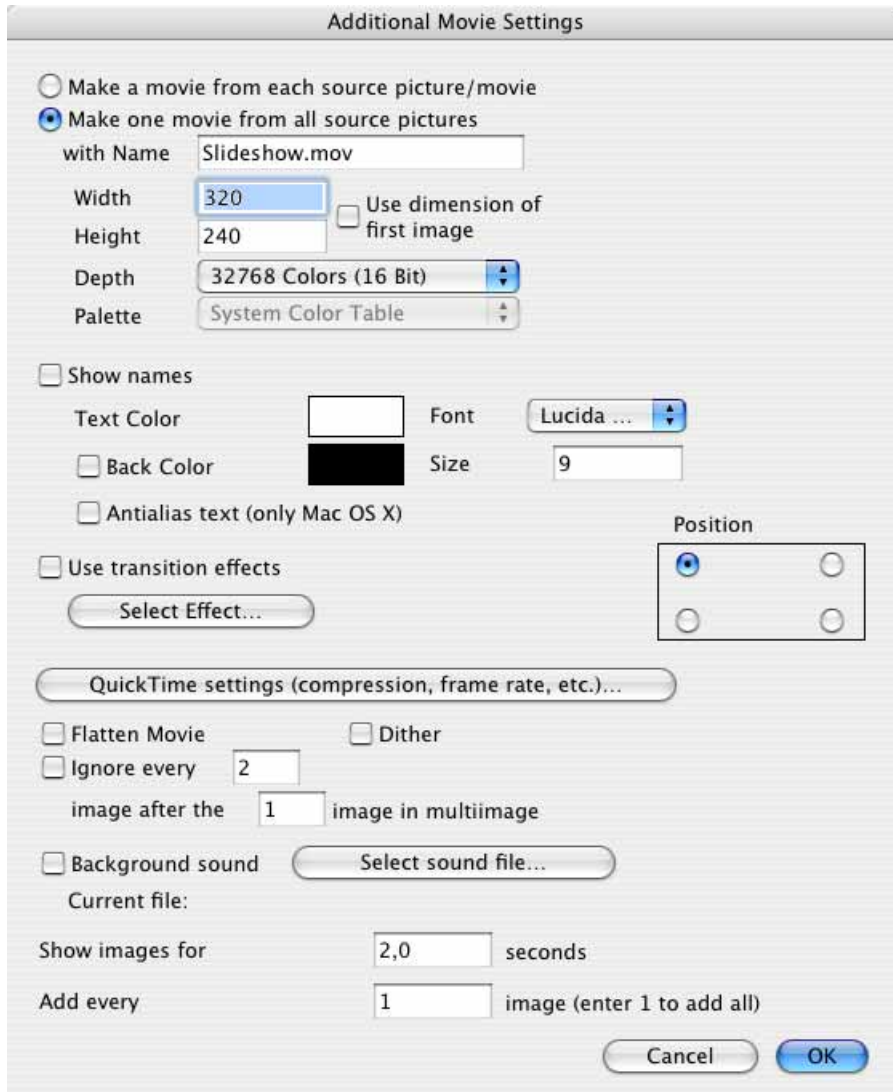 Additional Movie Settings
Make a movie from each source picture/movie
Make one movie from all source pictures
with Name Slideshow.mov
Width 320
Use dimension of
first image
Height 240
Depth 32768 Colors (16 Bit)
Palette System Color Table
Show names
Text Color Font Lucida ...
Back Color Size 9
Antialias text (only Mac OS X)
Position
Use transition effects
Select Effect...
QuickTime settings (compression, frame rate, etc.)...
Flatten Movie Dither
Ignore every 2
image after the 1 image in multiimage
Background sound Select sound file...
Current file:
Show images for 2,0 seconds
Add every 1 image (enter 1 to add all)
Cancel OK